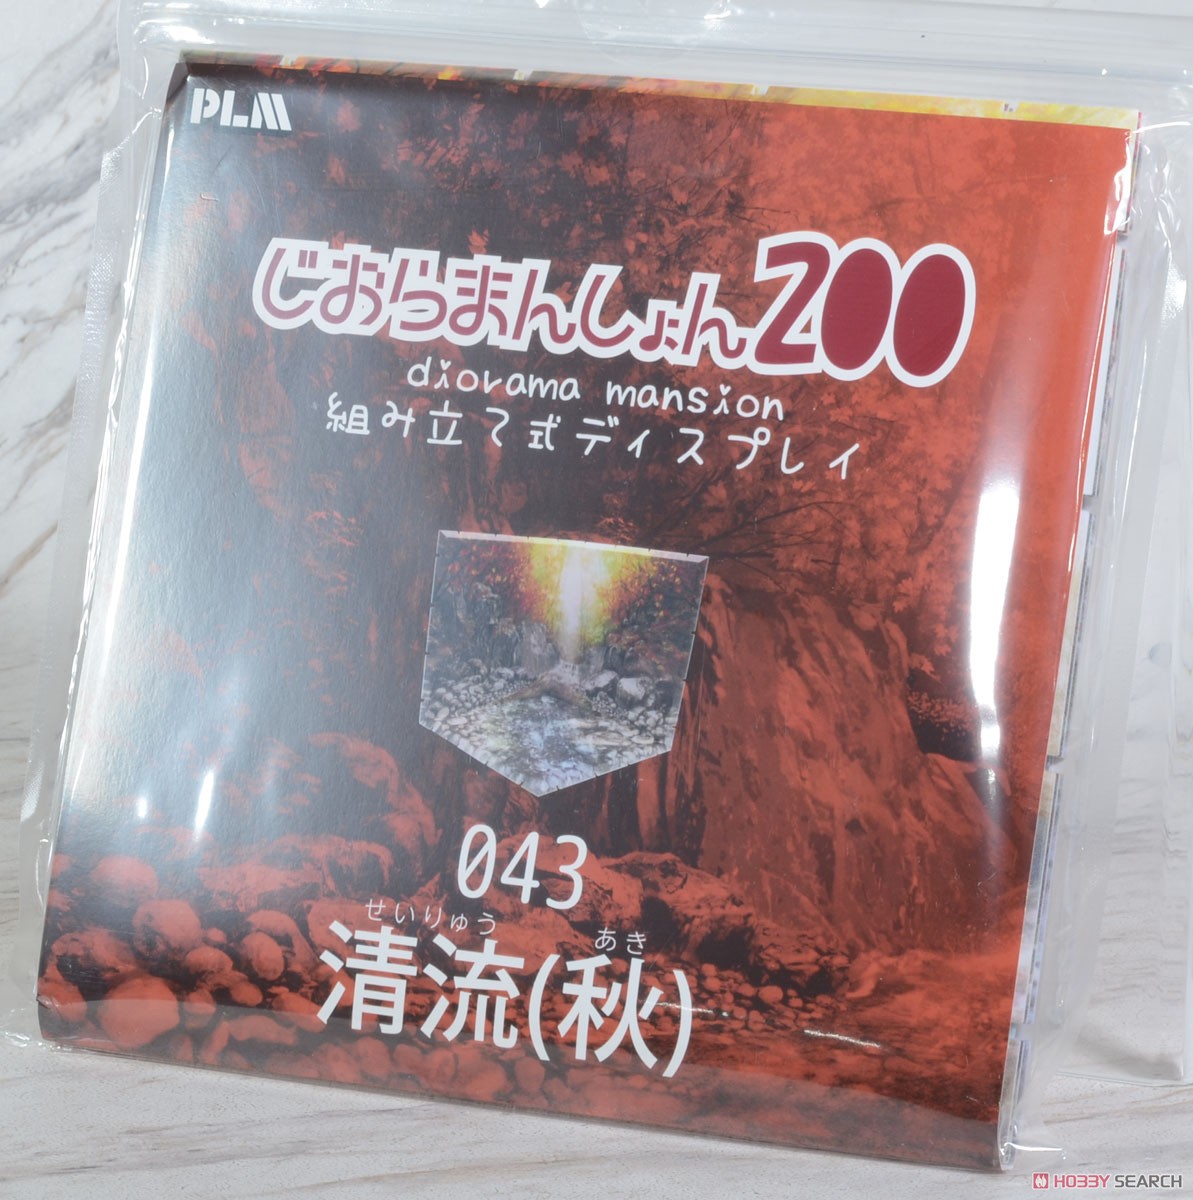 PLM
じおらまんしょん200
diorama mansion
組み立て式ディスプレイ
043
せいりゅう あき
清流(秋)
HOBBY SEARCH